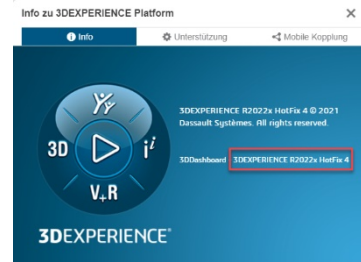 Info zu 3DEXPERIENCE Platform
Info
Unterstützung
Mobile Kopplung
3DEXPERIENCE R2022x HotFix 4 © 2021
Dassault Systèmes. All rights reserved.
3DDashboard 3DEXPERIENCE R2022x HotFix 4
3D
i
V+R
3DEXPERIENCE®